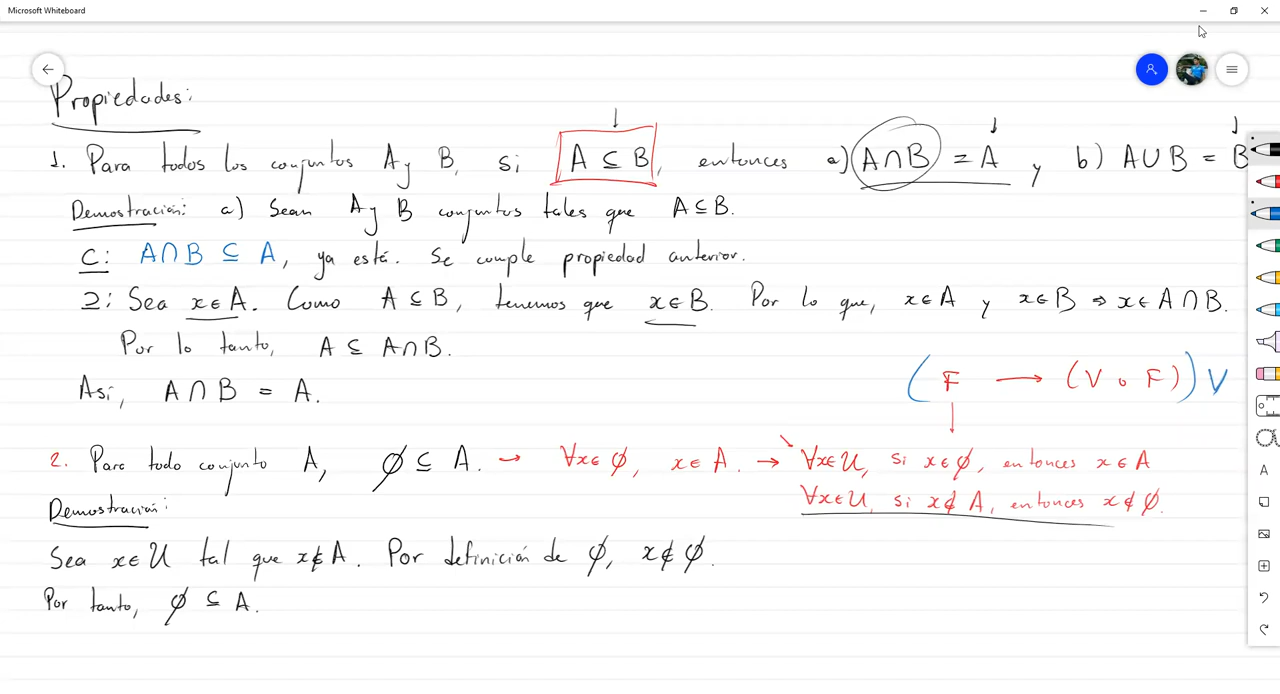 Microsoft Whiteboard
Propiedades:
1. Para todos los conjuntos A y B, si A ⊆ B, entonces a) A∩B = A y b) A∪B = B
Demostración: a) Sean A y B conjuntos tales que A⊆B.
⊆: A∩B ⊆ A, ya está. Se cumple propiedad anterior.
⊇: Sea x∈A. Como A⊆B, tenemos que x∈B. Por lo que, x∈A y x∈B ⇒ x∈A∩B.
Por lo tanto, A ⊆ A∩B.
Así, A∩B = A.
(F → (V o F)) V
2. Para todo conjunto A, ∅ ⊆ A. → ∀x∈∅, x∈A. → ∀x∈U, si x∈∅, entonces x∈A
∀x∈U, si x∉A, entonces x∉∅.
Demostración:
Sea x∈U tal que x∉A. Por definición de ∅, x∉∅.
Por tanto, ∅ ⊆ A.
A